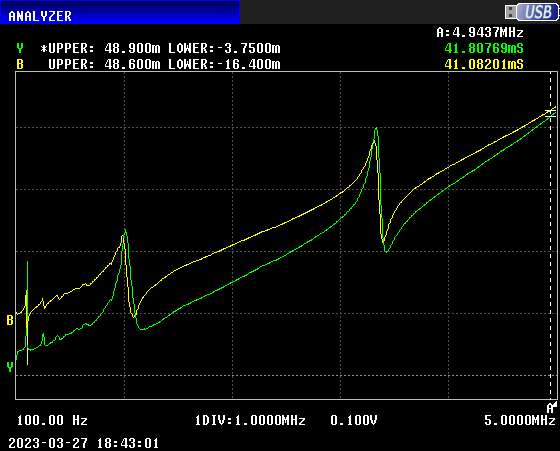 ANALYZER USB
A:4.9437MHz
Y *UPPER: 48.900m LOWER:-3.7500m 41.80769mS
B UPPER: 48.600m LOWER:-16.400m 41.08201mS
B
Y
A
100.00 Hz 1DIV:1.0000MHz 0.100V 5.0000MHz
2023-03-27 18:43:01